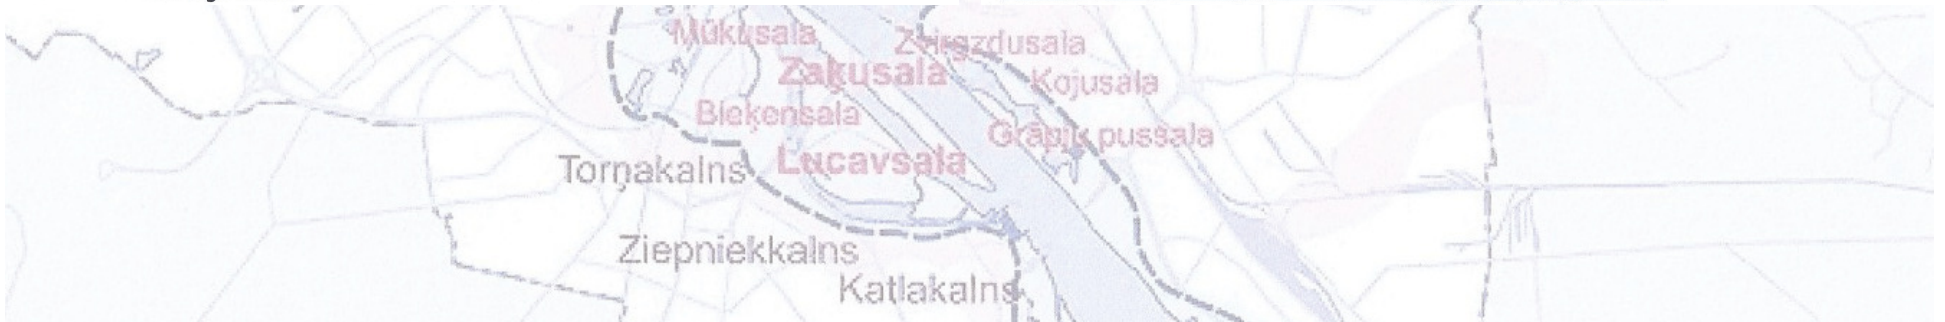 Mūkusala
Zvirgzdusala
Zaķusala
Kojusala
Bieķensala
Grāpju pussala
Lucavsala
Torņakalns
Ziepniekkalns
Katlakalns